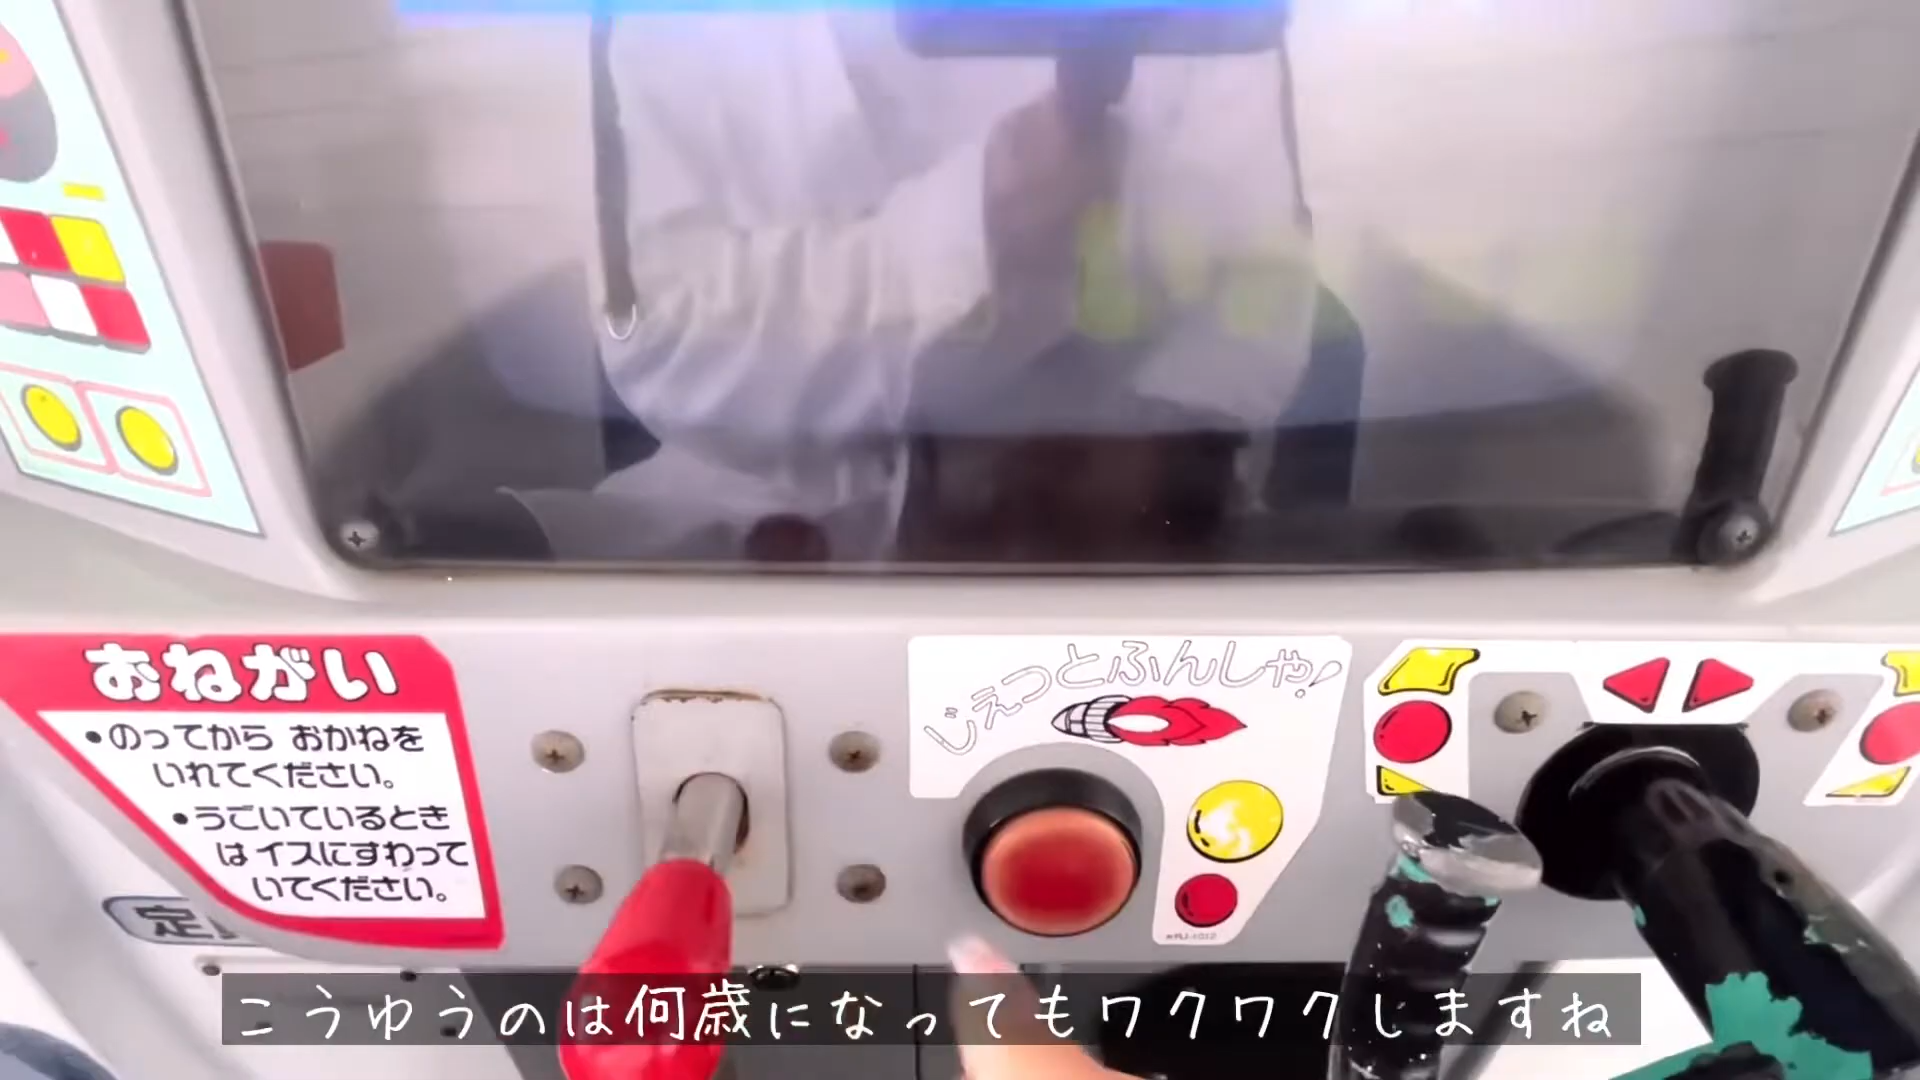 おねがい
•のってから おかねを
いれてください。
•うごいているとき
は イスにすわって
いてください。
じぇっとふんしゃ!
定
こうゆうのは何歳になってもワクワクしますね